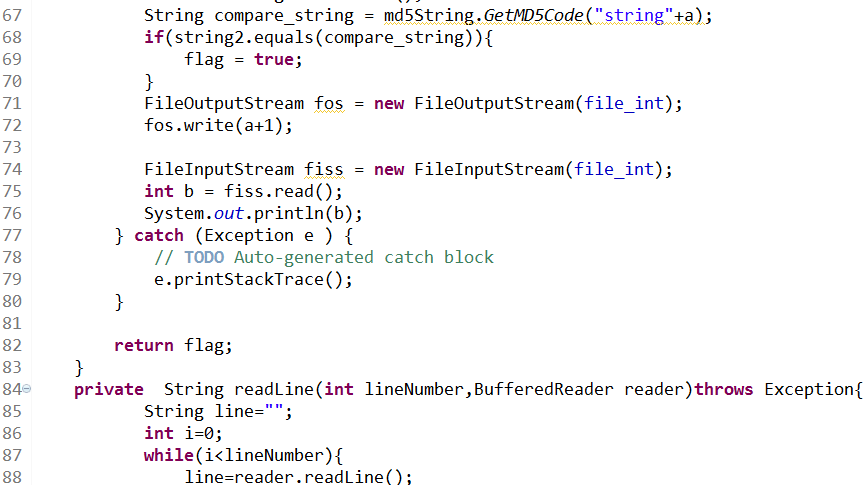 67 String compare_string = md5String.GetMD5Code("string"+a);
68 if(string2.equals(compare_string)){
69 flag = true;
70 }
71 FileOutputStream fos = new FileOutputStream(file_int);
72 fos.write(a+1);
73
74 FileInputStream fiss = new FileInputStream(file_int);
75 int b = fiss.read();
76 System.out.println(b);
77 } catch (Exception e ) {
78 // TODO Auto-generated catch block
79 e.printStackTrace();
80 }
81
82 return flag;
83 }
84 private  String readLine(int lineNumber,BufferedReader reader)throws Exception{
85 String line="";
86 int i=0;
87 while(i<lineNumber){
88 line=reader.readLine();